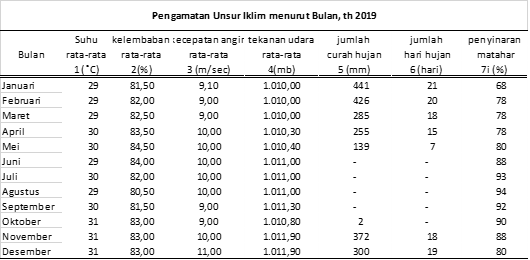 Pengamatan Unsur Iklim menurut Bulan, th 2019
Suhu kelembaban ecepatan angir tekanan udara jumlah jumlah penyinaran
Bulan rata-rata rata-rata rata-rata rata-rata curah hujan hari hujan matahar
1 (˚C) 2(%) 3 (m/sec) 4(mb) 5 (mm) 6 (hari) 7i (%)
Januari 29 81,50 9,10 1.010,00 441 21 68
Februari 29 82,00 9,00 1.010,00 426 20 78
Maret 29 82,50 9,00 1.010,00 285 18 78
April 30 83,50 10,00 1.010,30 255 15 78
Mei 30 84,50 10,00 1.010,40 139 7 80
Juni 29 84,00 10,00 1.011,00 - - 88
Juli 30 82,00 10,00 1.011,00 - - 93
Agustus 29 80,50 10,00 1.011,00 - - 94
September 30 81,50 9,00 1.011,30 - - 92
Oktober 31 83,00 9,00 1.010,80 2 - 90
November 31 83,00 10,00 1.011,90 372 18 88
Desember 31 83,00 11,00 1.011,90 300 19 80